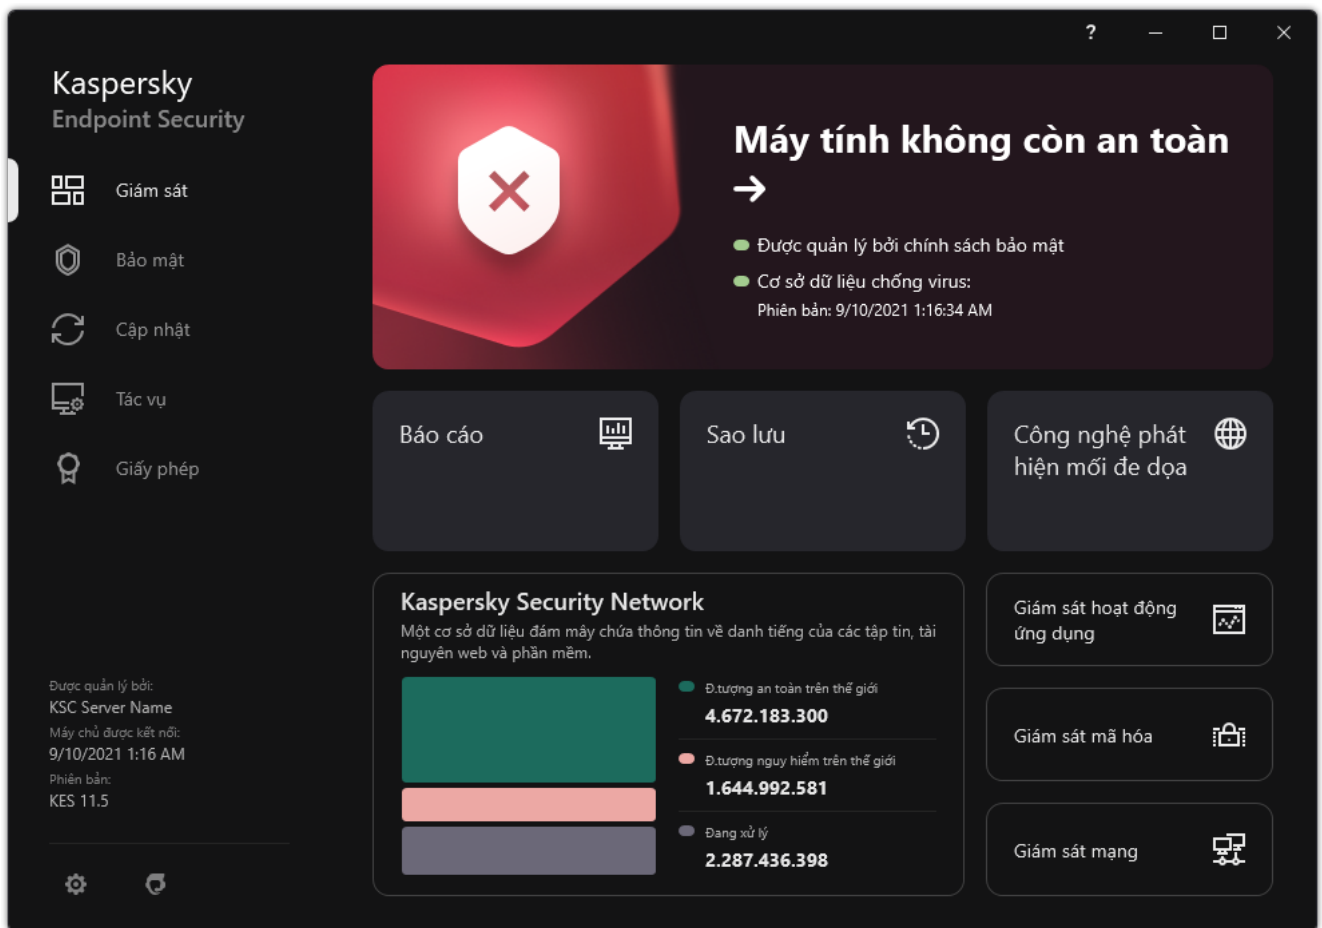 ?
Kaspersky
Endpoint Security
Giám sát
Bảo mật
Cập nhật
Tác vụ
Giấy phép
Được quản lý bởi:
KSC Server Name
Máy chủ được kết nối:
9/10/2021 1:16 AM
Phiên bản:
KES 11.5
Máy tính không còn an toàn
Được quản lý bởi chính sách bảo mật
Cơ sở dữ liệu chống virus:
Phiên bản: 9/10/2021 1:16:34 AM
Báo cáo
Sao lưu
Công nghệ phát
hiện mối đe dọa
Kaspersky Security Network
Một cơ sở dữ liệu đám mây chứa thông tin về danh tiếng của các tập tin, tài
nguyên web và phần mềm.
Đ.tượng an toàn trên thế giới
4.672.183.300
Đ.tượng nguy hiểm trên thế giới
1.644.992.581
Đang xử lý
2.287.436.398
Giám sát hoạt động
ứng dụng
Giám sát mã hóa
Giám sát mạng